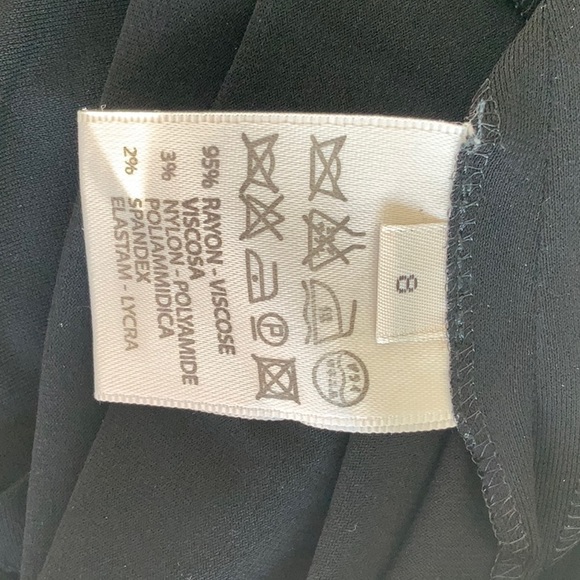 8
P
95% RAYON - VISCOSE
VISCOSA
3% NYLON - POLYAMIDE
POLIAMMIDICA
2% SPANDEX
ELASTAM - LYCRA